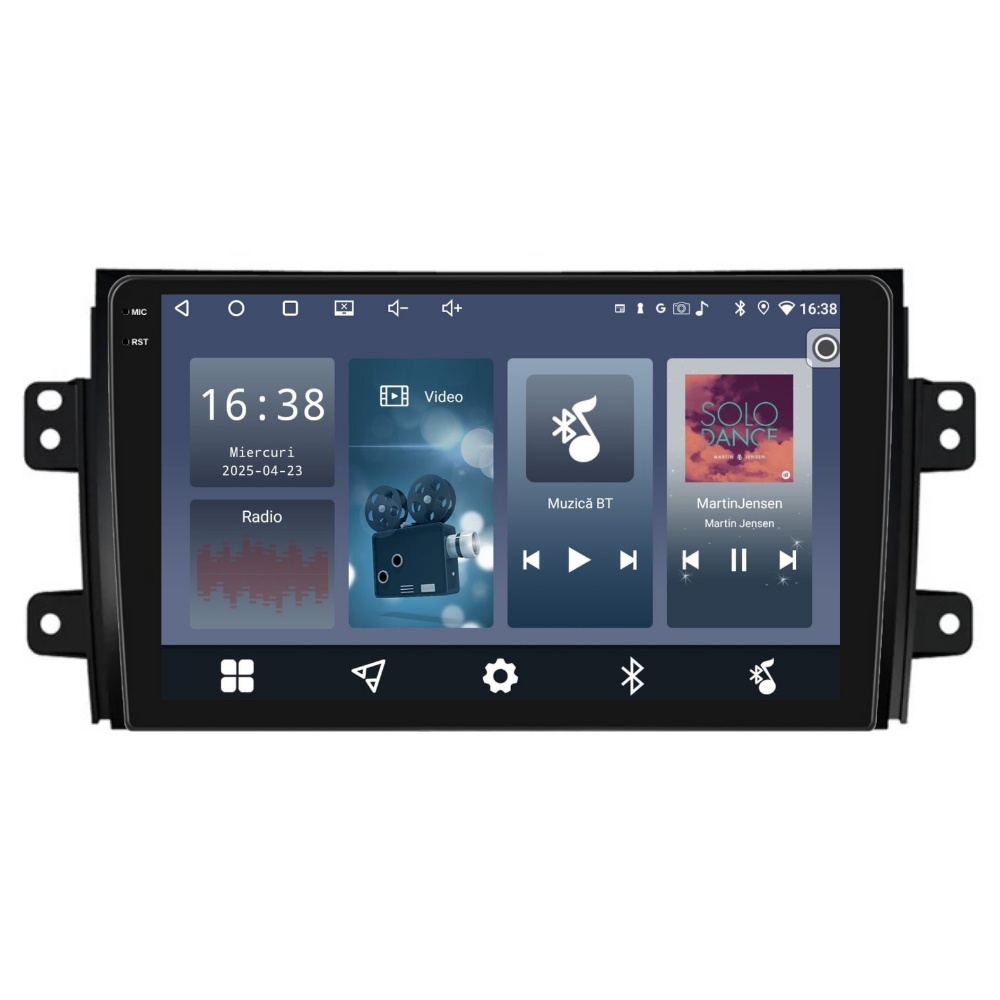 MIC
RST
G
16:38
16:38
Miercuri
2025-04-23
Radio
Video
Muzică BT
SOLO
DANCE
MARTIN JENSEN
MartinJensen
Martin Jensen